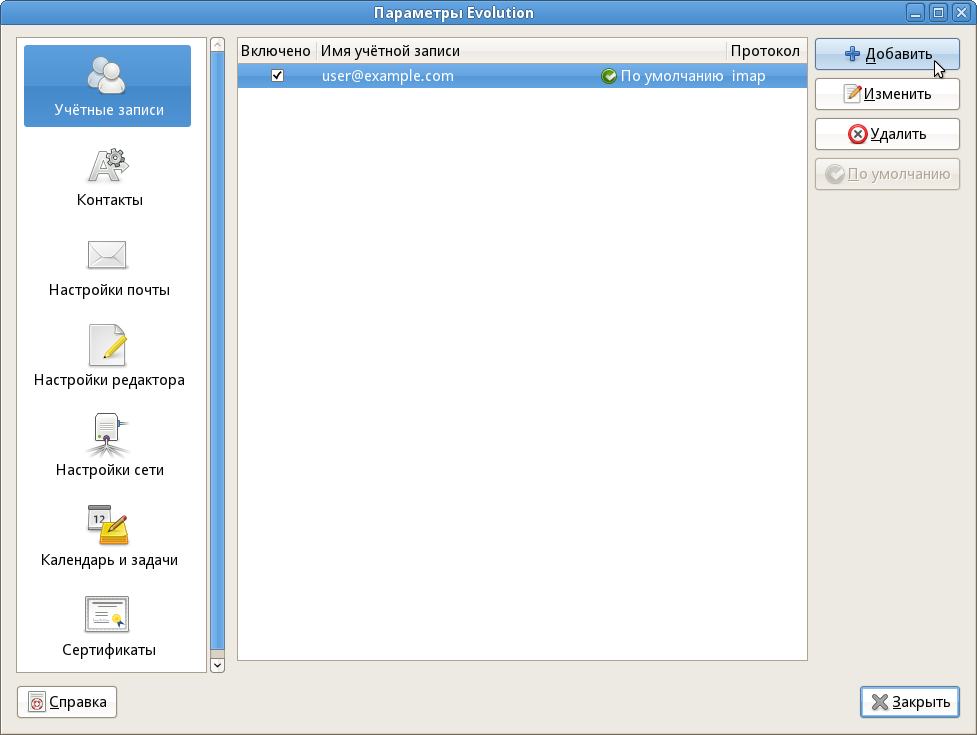 Параметры Evolution
Учётные записи
Контакты
Настройки почты
Настройки редактора
Настройки сети
12
Календарь и задачи
Сертификаты
Включено Имя учётной записи Протокол
user@example.com По умолчанию imap
Добавить
Изменить
Удалить
По умолчанию
Справка
Закрыть